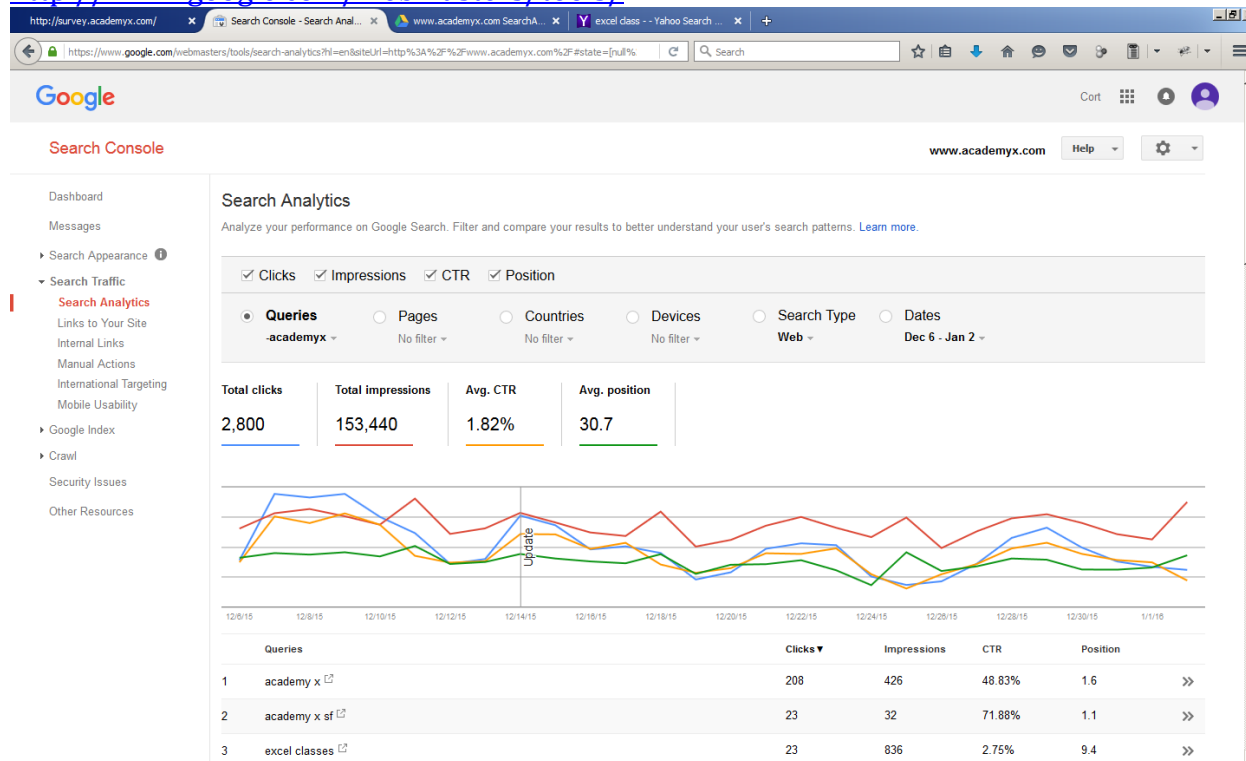 http://survey.academyx.com/ x Search Console - Search Anal... x www.academyx.com SearchA... x Y excel class - - Yahoo Search ... x +
https://www.google.com/webmasters/tools/search-analytics?hl=en&siteUrl=http%3A%2F%2Fwww.academyx.com%2F#state=[null% Search
Google Cort
Search Console www.academyx.com Help
Dashboard
Messages
Search Appearance
Search Traffic
Search Analytics
Links to Your Site
Internal Links
Manual Actions
International Targeting
Mobile Usability
Google Index
Crawl
Security Issues
Other Resources
Search Analytics
Analyze your performance on Google Search. Filter and compare your results to better understand your user's search patterns. Learn more.
Clicks Impressions CTR Position
Queries Pages Countries Devices Search Type Dates
-academyx No filter No filter No filter Web Dec 6 - Jan 2
Total clicks Total impressions Avg. CTR Avg. position
2,800 153,440 1.82% 30.7
Update
12/6/15 12/8/15 12/10/15 12/12/15 12/14/15 12/16/15 12/18/15 12/20/15 12/22/15 12/24/15 12/26/15 12/28/15 12/30/15 1/1/16
Queries Clicks▼ Impressions CTR Position
1 academy x 208 426 48.83% 1.6 »
2 academy x sf 23 32 71.88% 1.1 »
3 excel classes 23 836 2.75% 9.4 »